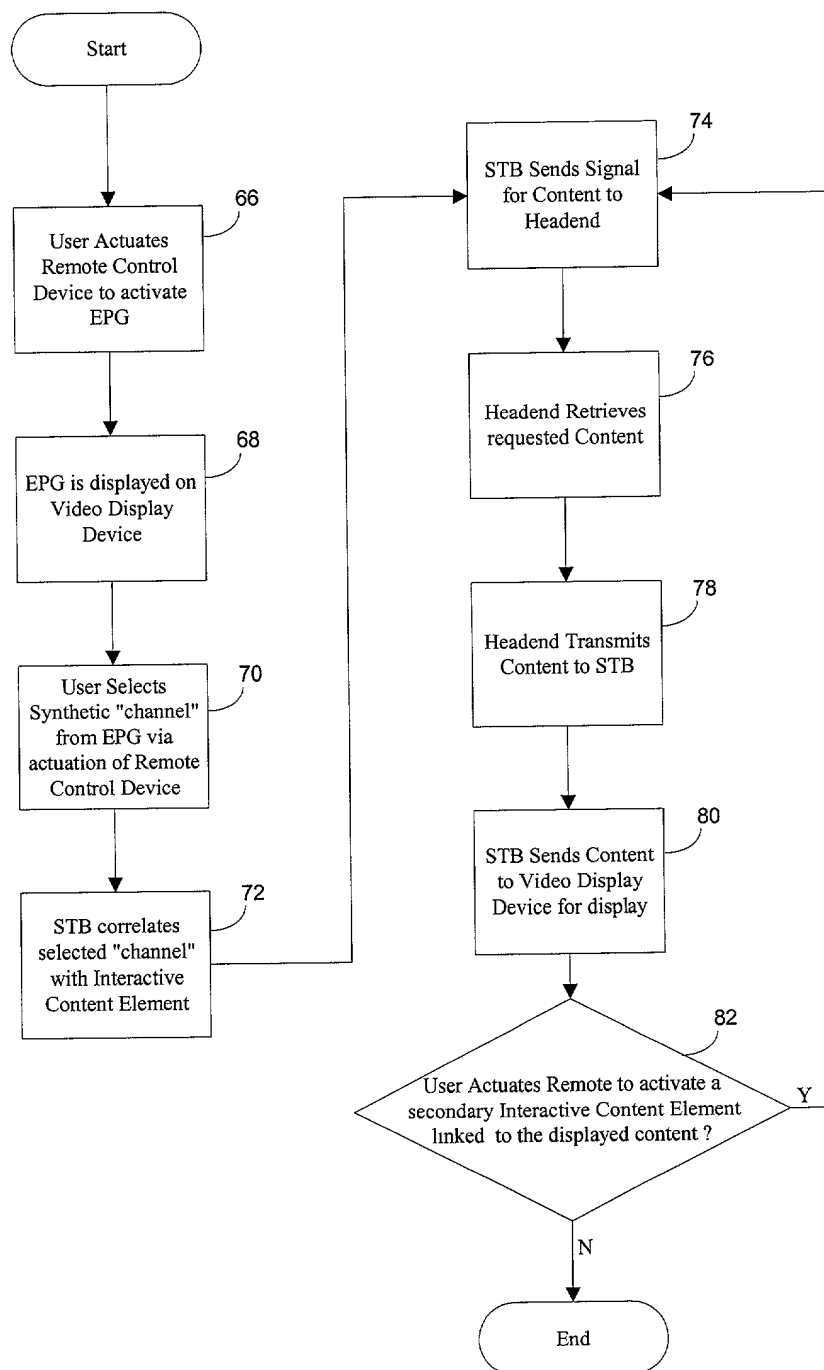 Start
66
User Actuates
Remote Control
Device to activate
EPG
68
EPG is displayed on
Video Display
Device
70
User Selects
Synthetic "channel"
from EPG via
actuation of Remote
Control Device
72
STB correlates
selected "channel"
with Interactive
Content Element
74
STB Sends Signal
for Content to
Headend
76
Headend Retrieves
requested Content
78
Headend Transmits
Content to STB
80
STB Sends Content
to Video Display
Device for display
82
User Actuates Remote to activate a
secondary Interactive Content Element
linked to the displayed content ?
Y
N
End